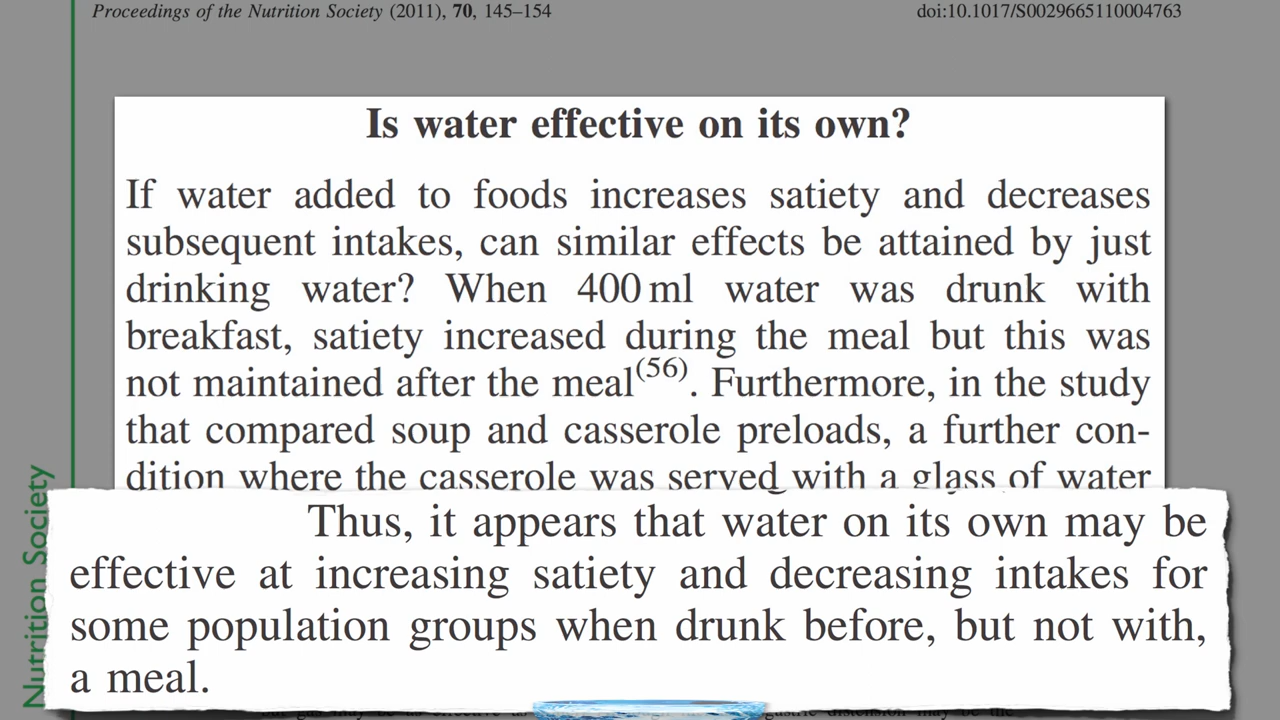 Proceedings of the Nutrition Society (2011), 70, 145–154
doi:10.1017/S0029665110004763
Is water effective on its own?
If water added to foods increases satiety and decreases
subsequent intakes, can similar effects be attained by just
drinking water? When 400 ml water was drunk with
breakfast, satiety increased during the meal but this was
not maintained after the meal(56). Furthermore, in the study
that compared soup and casserole preloads, a further con-
dition where the casserole was served with a glass of water
Thus, it appears that water on its own may be
effective at increasing satiety and decreasing intakes for
some population groups when drunk before, but not with,
a meal.
Nutrition Society